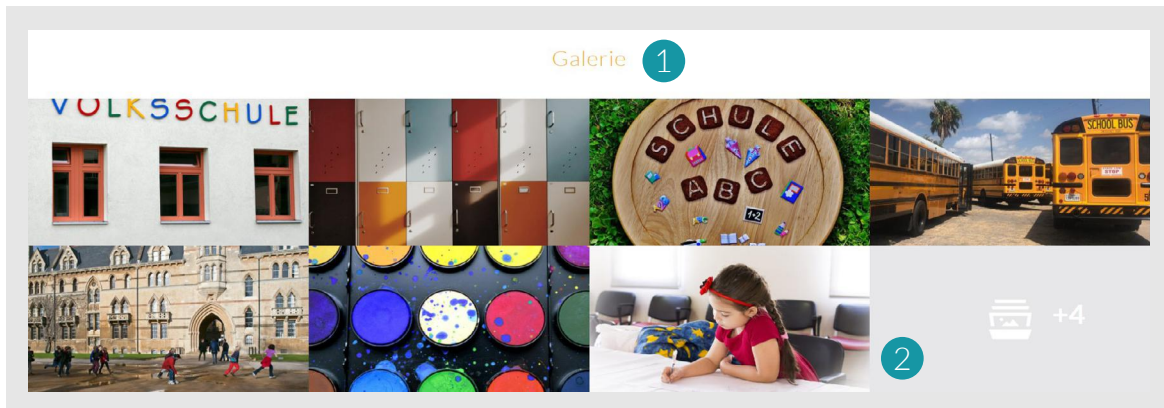 Galerie 1
VOLKSSCHULE
SCHULE
ABC
1+2
SCHOOL BUS
STOP
+4
2